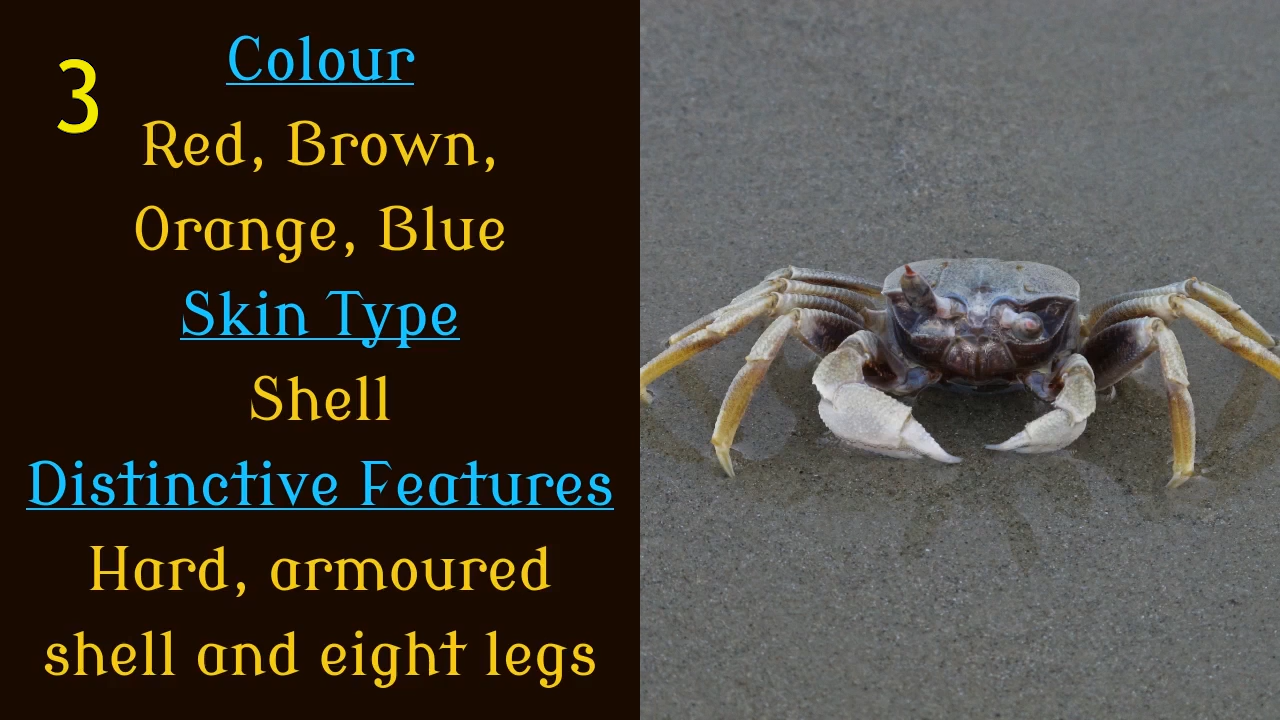 3
Colour
Red, Brown,
Orange, Blue
Skin Type
Shell
Distinctive Features
Hard, armoured
shell and eight legs